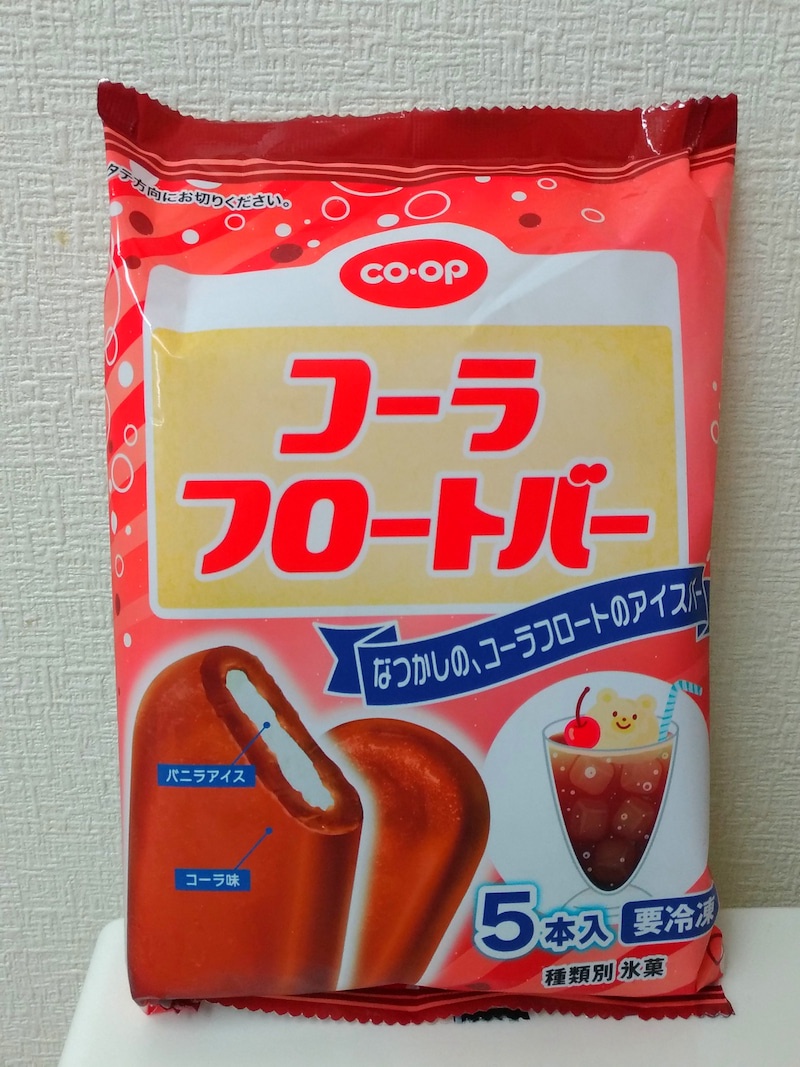 タテ方向にお切りください。
CO·OP
コーラ
フロートバー
なつかしの、コーラフロートのアイスバー
バニラアイス
コーラ味
5本入
要冷凍
種類別 氷菓